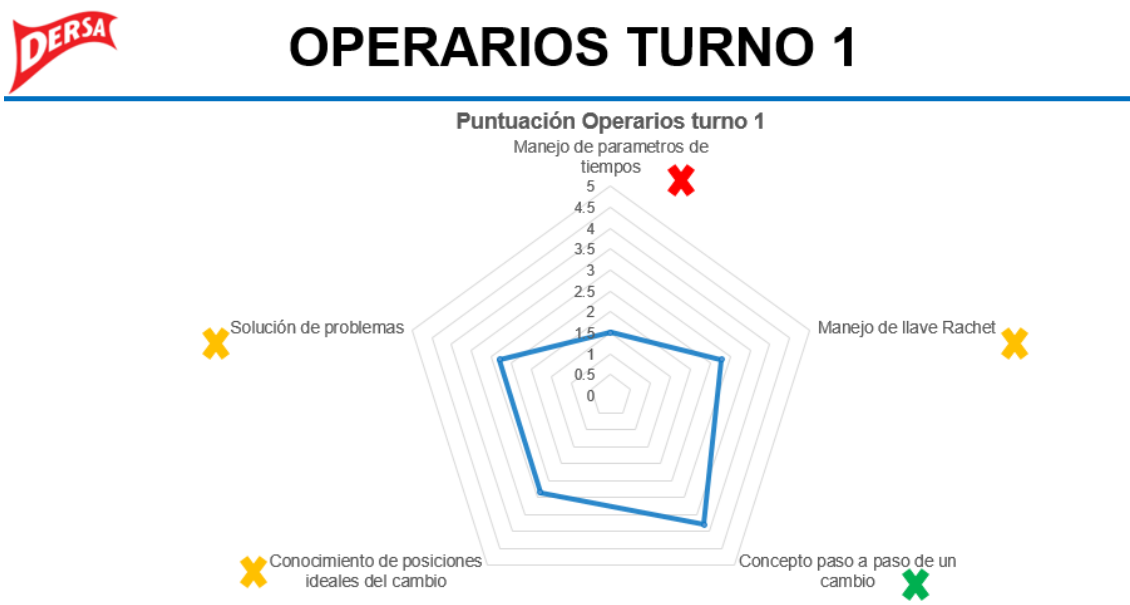 DERSA
OPERARIOS TURNO 1
Puntuación Operarios turno 1
Manejo de parametros de
tiempos
5
4.5
4
3.5
3
2.5
2
1.5
1
0.5
0
Solución de problemas
Manejo de llave Rachet
Conocimiento de posiciones
ideales del cambio
Concepto paso a paso de un
cambio